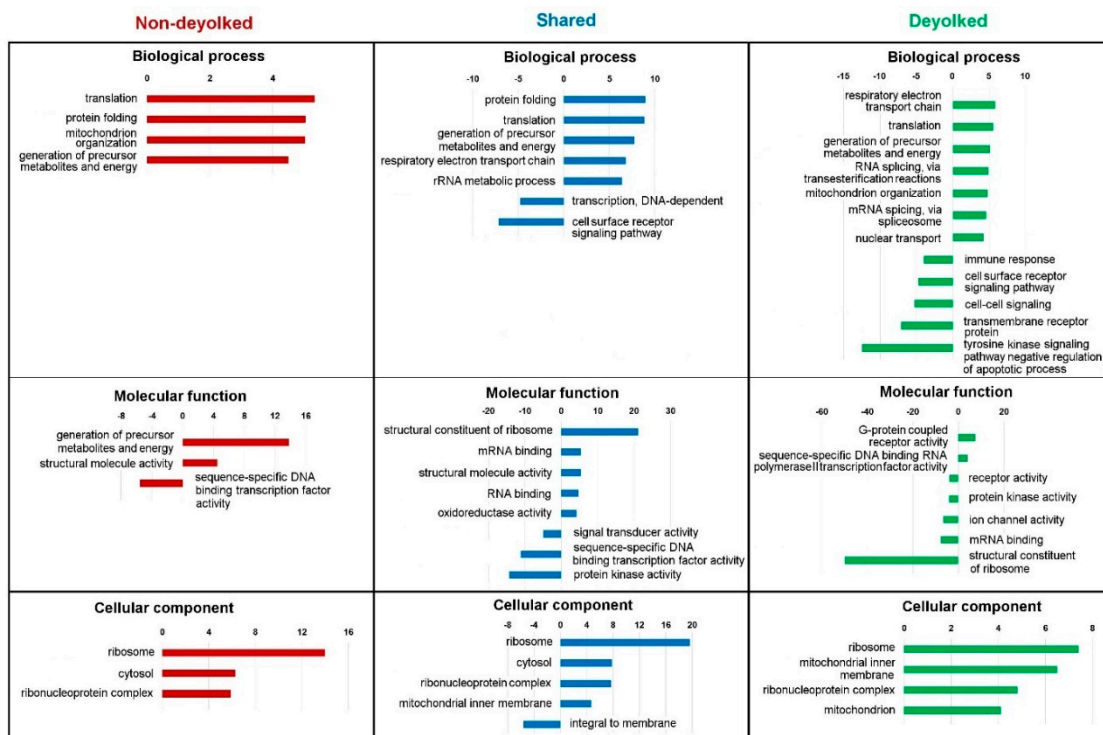 Non-deyolked
Biological process
0 2 4
translation
protein folding
mitochondrion
organization
generation of precursor
metabolites and energy
Molecular function
-8 -4 0 4 8 12 16
generation of precursor
metabolites and energy
structural molecule activity
sequence-specific DNA
binding transcription factor
activity
Cellular component
0 4 6 10 14 16
ribosome
cytosol
ribonucleoprotein complex
Shared
Biological process
-10 -5 0 5 10
protein folding
translation
generation of precursor
metabolites and energy
respiratory electron transport chain
rRNA metabolic process
transcription, DNA-dependent
cell surface receptor
signaling pathway
Molecular function
-20 -10 0 10 20 30
structural constituent of ribosome
mRNA binding
structural molecule activity
RNA binding
oxidoreductase activity
signal transducer activity
sequence-specific DNA
binding transcription factor activity
protein kinase activity
Cellular component
-8 -5 0 4 8 12 16 20
ribosome
cytosol
ribonucleoprotein complex
mitochondrial inner membrane
integral to membrane
Deyolked
Biological process
-15 -10 -5 0 5 10
respiratory electron
transport chain
translation
generation of precursor
metabolites and energy
RNA splicing, via
transesterification reactions
mitochondrion organization
mRNA spicing, via
spliceosome
nuclear transport
immune response
cell surface receptor
signaling pathway
cell-cell signaling
transmembrane receptor
protein
tyrosine kinase signaling
pathway negative regulation
of apoptotic process
Molecular function
-60 -40 -20 0 20
G-protein coupled
receptor activity
sequence-specific DNA binding RNA
polymerase II transcription factor activity
receptor activity
protein kinase activity
ion channel activity
mRNA binding
structural constituent
of ribosome
Cellular component
0 2 4 6 8
ribosome
mitochondrial inner
membrane
ribonucleoprotein complex
mitochondrion